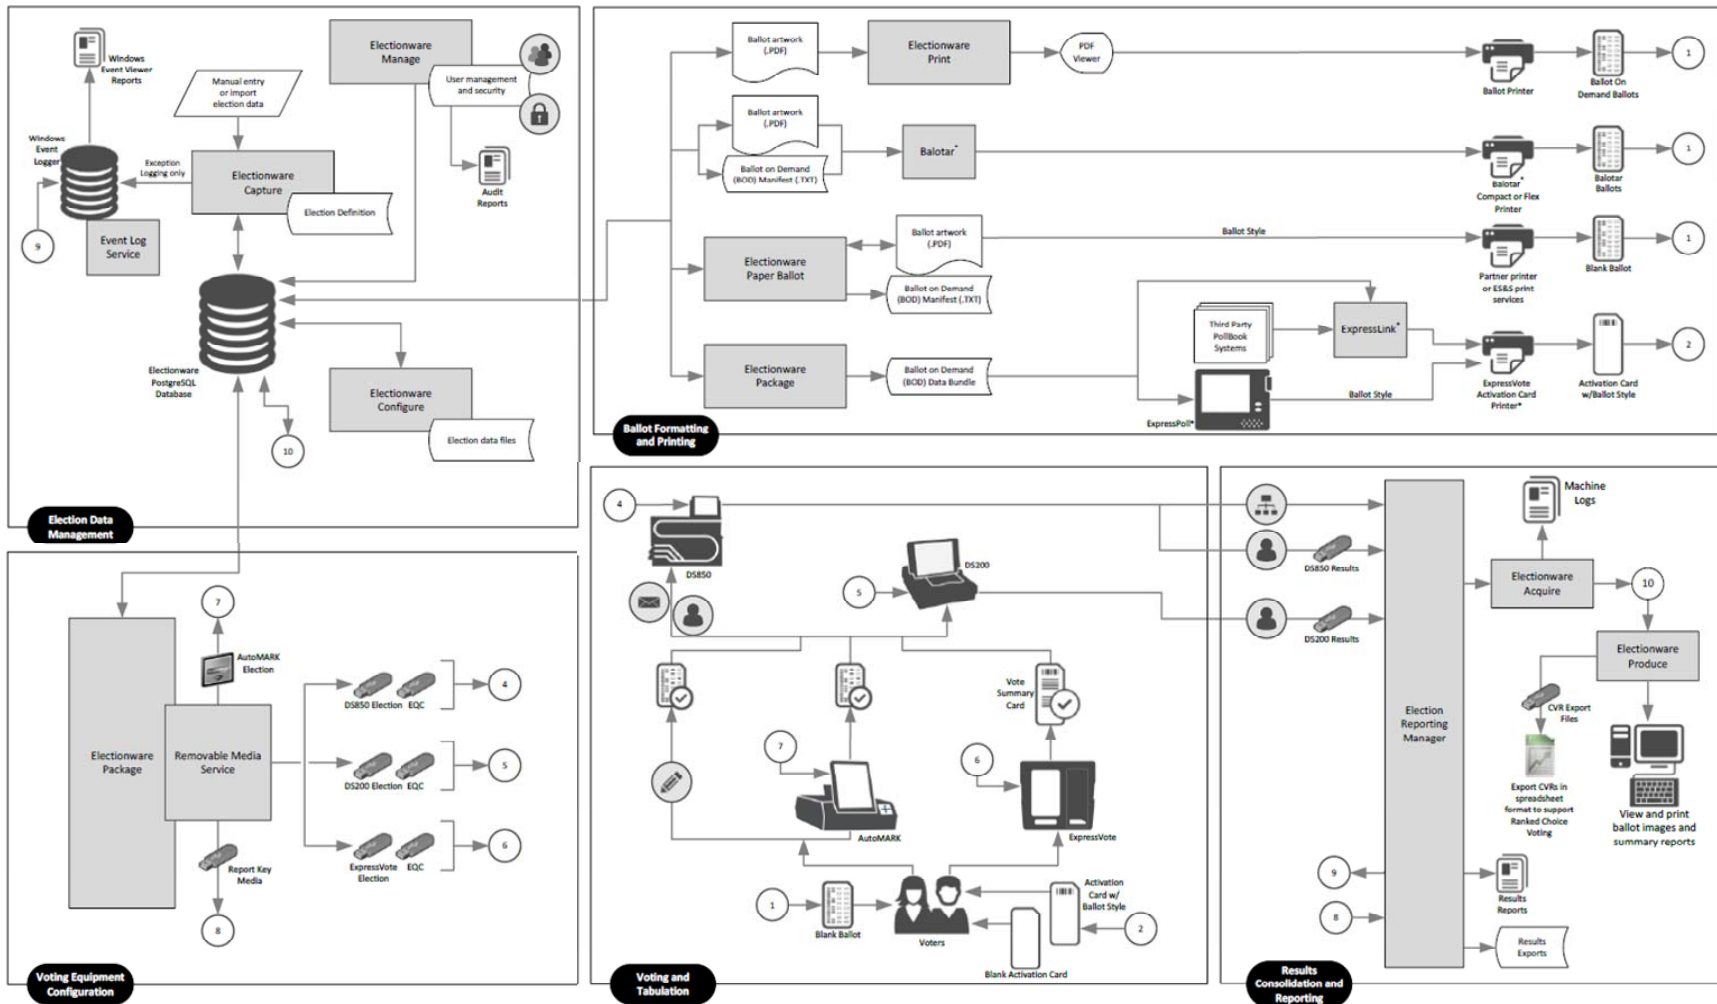 Windows
Event Viewer
Reports
Manual entry
or import
election data
Electionware
Manage
User management
and security
Windows
Event
Logger
Exception
Logging only
Electionware
Capture
Election Definition
Audit
Reports
9
Event Log
Service
Electionware
PostgreSQL
Database
Electionware
Configure
Election data files
10
Election Data
Management
Ballot artwork
(.PDF)
Electionware
Print
PDF
Viewer
Ballot Printer
Ballot On
Demand Ballots
1
Ballot artwork
(.PDF)
Ballot on Demand
(BOD) Manifest (.TXT)
Balotar*
Balotar*
Compact or Flex
Printer
Balotar
Ballots
1
Electionware
Paper Ballot
Ballot artwork
(.PDF)
Ballot on Demand
(BOD) Manifest (.TXT)
Ballot Style
Partner printer
or ES&S print
services
Blank Ballot
1
Electionware
Package
Ballot on Demand
(BOD) Data Bundle
Third Party
PollBook
Systems
ExpressLink*
ExpressPoll*
Ballot Style
ExpressVote
Activation Card
Printer*
Activation Card
w/Ballot Style
2
Ballot Formatting
and Printing
7
AutoMARK
Election
Electionware
Package
Removable Media
Service
DS850 Election EQC
4
DS200 Election EQC
5
ExpressVote
Election
EQC
6
Report Key
Media
8
Voting Equipment
Configuration
4
DS850
5
DS200
Vote
Summary
Card
7
AutoMARK
6
ExpressVote
1
Blank Ballot
Voters
Activation
Card w/
Ballot Style
2
Blank Activation Card
Voting and
Tabulation
DS850 Results
DS200 Results
Election
Reporting
Manager
Machine
Logs
Electionware
Acquire
10
Electionware
Produce
CVR Export
Files
Export CVRs in
spreadsheet
format to support
Ranked Choice
Voting
View and print
ballot images and
summary reports
9
8
Results
Reports
Results
Exports
Results
Consolidation and
Reporting